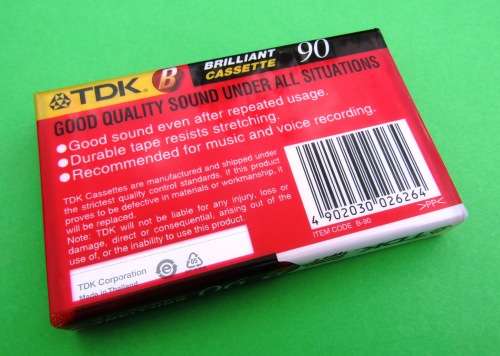 TDK B BRILLIANT CASSETTE 90
GOOD QUALITY SOUND UNDER ALL SITUATIONS
●Good sound even after repeated usage.
●Durable tape resists stretching.
●Recommended for music and voice recording.
TDK Cassettes are manufactured and shipped under
the strictest quality control standards. If this product
proves to be defective in materials or workmanship, it
will be replaced.
Note: TDK will not be liable for any injury, loss or
damage, direct or consequential, arising out of the
use of, or the inability to use this product.
4 902030 026264
ITEM CODE B-90
>PP<
TDK Corporation
Made in Thailand